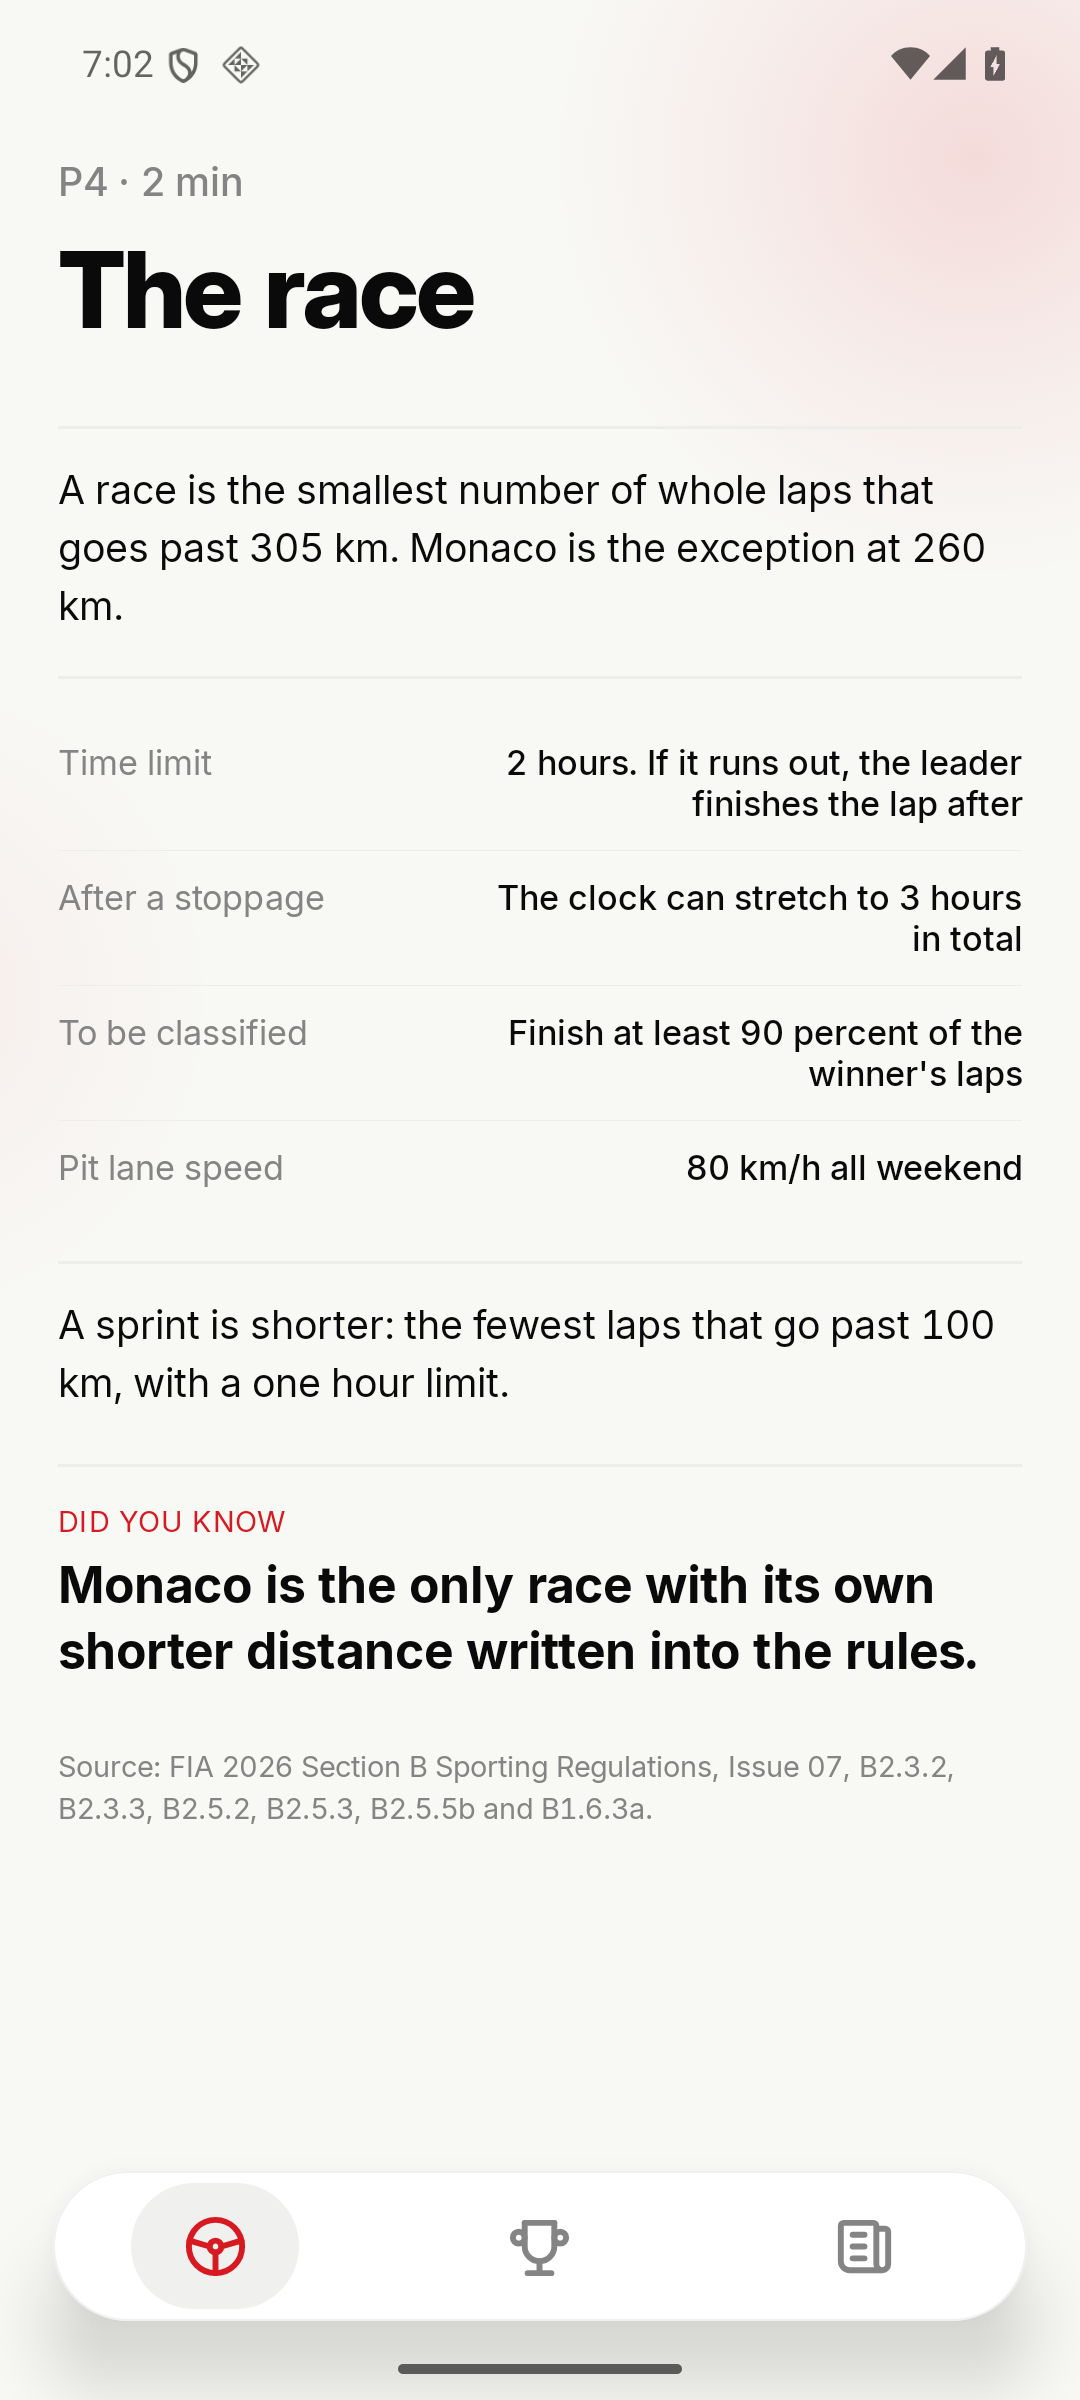 7:02
P4 · 2 min
The race
A race is the smallest number of whole laps that
goes past 305 km. Monaco is the exception at 260
km.
Time limit
2 hours. If it runs out, the leader
finishes the lap after
After a stoppage
The clock can stretch to 3 hours
in total
To be classified
Finish at least 90 percent of the
winner's laps
Pit lane speed
80 km/h all weekend
A sprint is shorter: the fewest laps that go past 100
km, with a one hour limit.
DID YOU KNOW
Monaco is the only race with its own
shorter distance written into the rules.
Source: FIA 2026 Section B Sporting Regulations, Issue 07, B2.3.2,
B2.3.3, B2.5.2, B2.5.3, B2.5.5b and B1.6.3a.